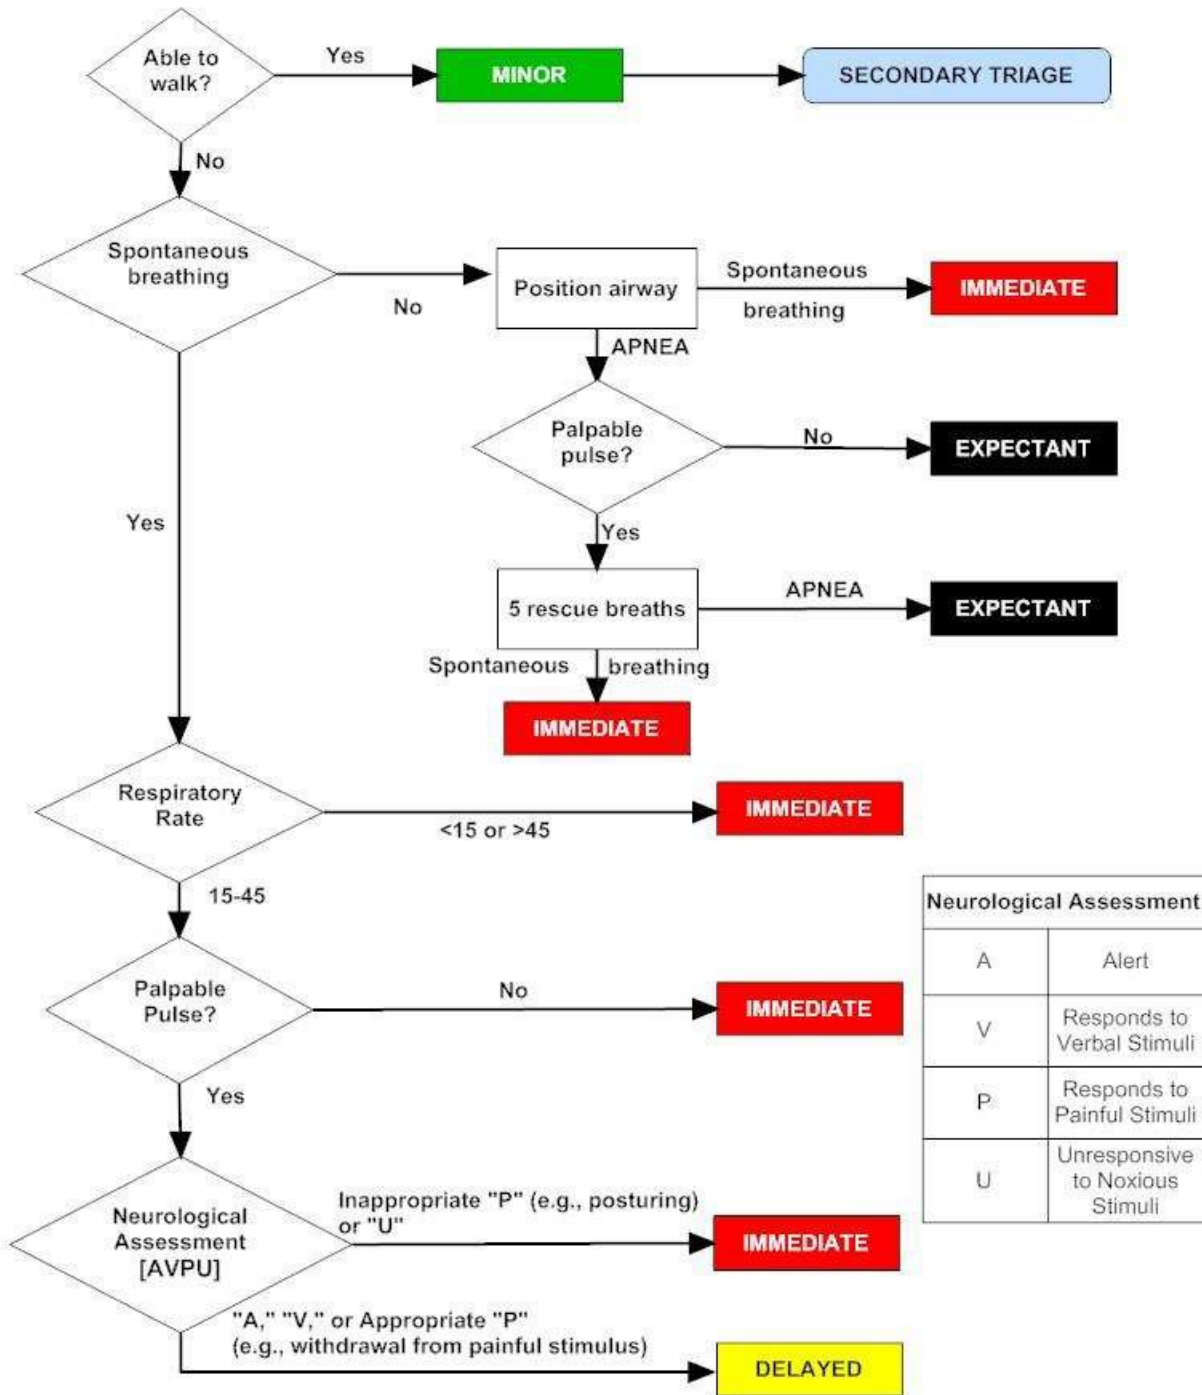 Able to
walk?
Yes
MINOR
SECONDARY TRIAGE
No
Spontaneous
breathing
No
Position airway
Spontaneous
breathing
IMMEDIATE
APNEA
Palpable
pulse?
No
EXPECTANT
Yes
Yes
5 rescue breaths
APNEA
EXPECTANT
Spontaneous breathing
IMMEDIATE
Respiratory
Rate
<15 or >45
IMMEDIATE
15-45
Palpable
Pulse?
No
IMMEDIATE
Yes
Neurological
Assessment
[AVPU]
Inappropriate "P" (e.g., posturing)
or "U"
IMMEDIATE
"A," "V," or Appropriate "P"
(e.g., withdrawal from painful stimulus)
DELAYED
Neurological Assessment
A
Alert
V
Responds to
Verbal Stimuli
P
Responds to
Painful Stimuli
U
Unresponsive
to Noxious
Stimuli